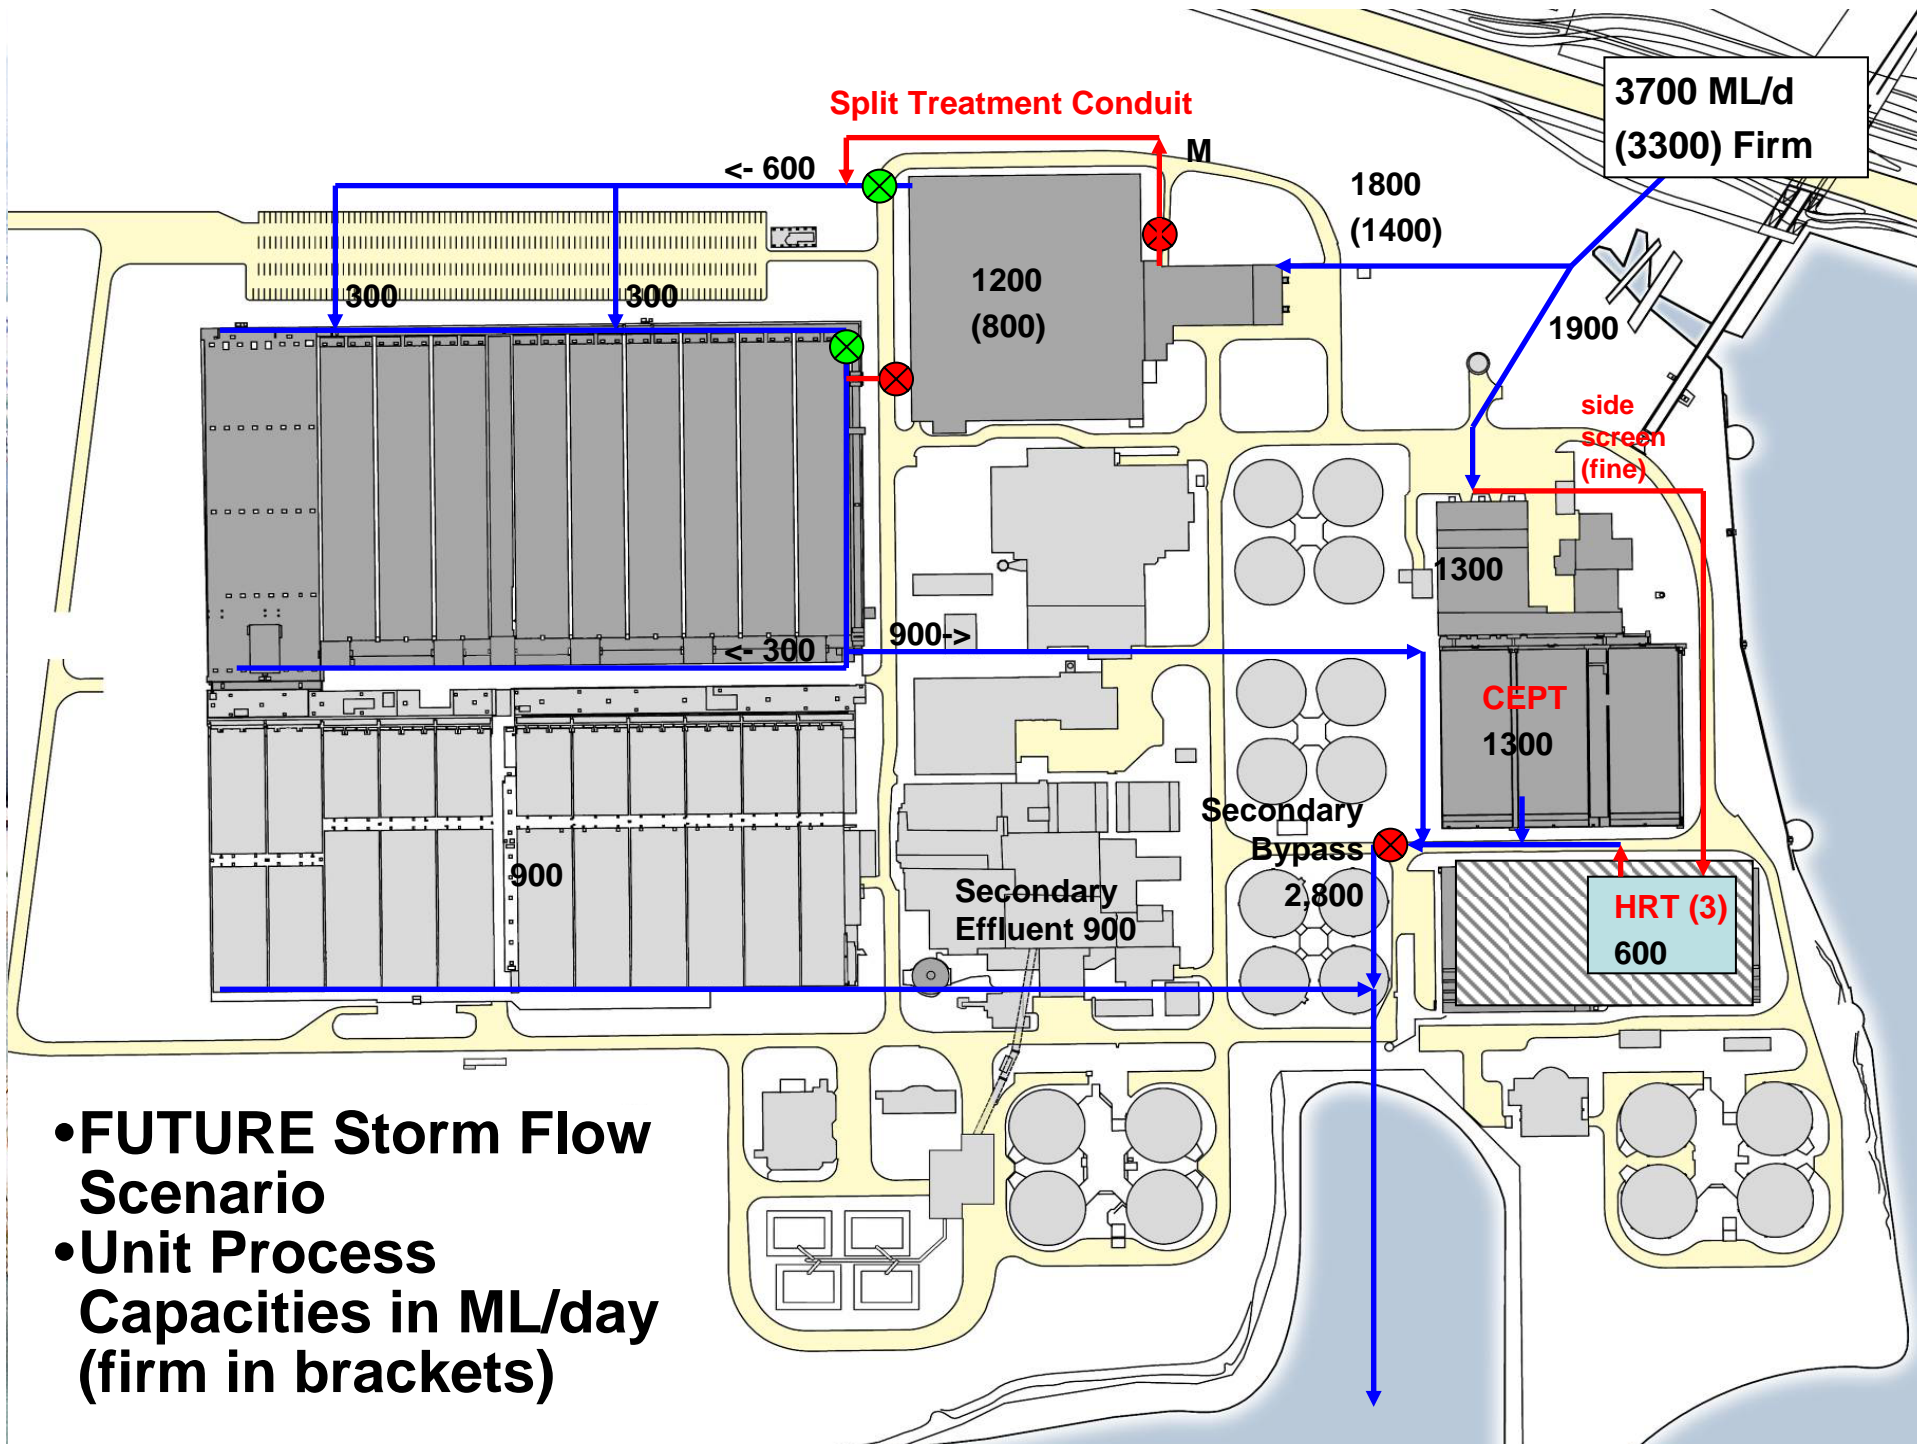 3700 ML/d
(3300) Firm
Split Treatment Conduit
M
<- 600
1800
(1400)
1200
(800)
300
300
1900
side
screen
(fine)
1300
<- 300
900->
CEPT
1300
Secondary
Bypass
2,800
900
Secondary
Effluent 900
HRT (3)
600
•FUTURE Storm Flow
Scenario
•Unit Process
Capacities in ML/day
(firm in brackets)